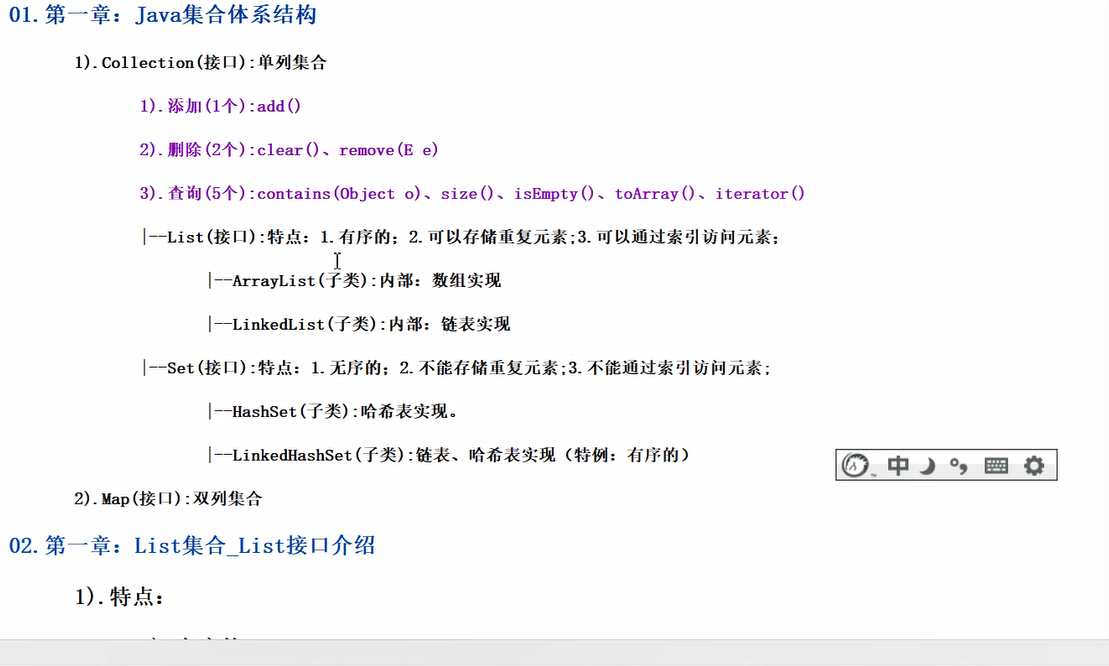 01.第一章：Java集合体系结构
1).Collection(接口):单列集合
1).添加(1个):add()
2).删除(2个):clear()、remove(E e)
3).查询(5个):contains(Object o)、size()、isEmpty()、toArray()、iterator()
|--List(接口):特点：1.有序的；2.可以存储重复元素;3.可以通过索引访问元素；
|--ArrayList(子类):内部：数组实现
|--LinkedList(子类):内部：链表实现
|--Set(接口):特点：1.无序的；2.不能存储重复元素;3.不能通过索引访问元素;
|--HashSet(子类):哈希表实现。
|--LinkedHashSet(子类):链表、哈希表实现（特例：有序的）
中
2).Map(接口):双列集合
02.第一章：List集合_List接口介绍
1).特点：